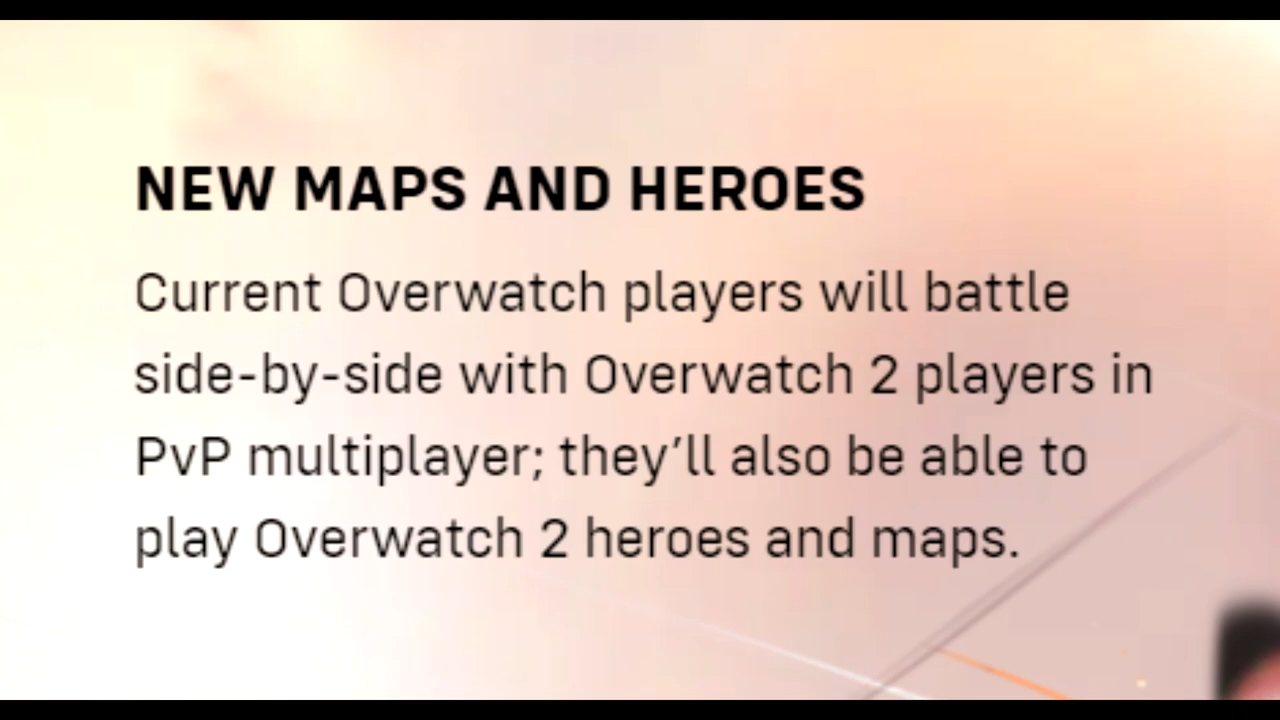 NEW MAPS AND HEROES
Current Overwatch players will battle
side-by-side with Overwatch 2 players in
PvP multiplayer; they’ll also be able to
play Overwatch 2 heroes and maps.